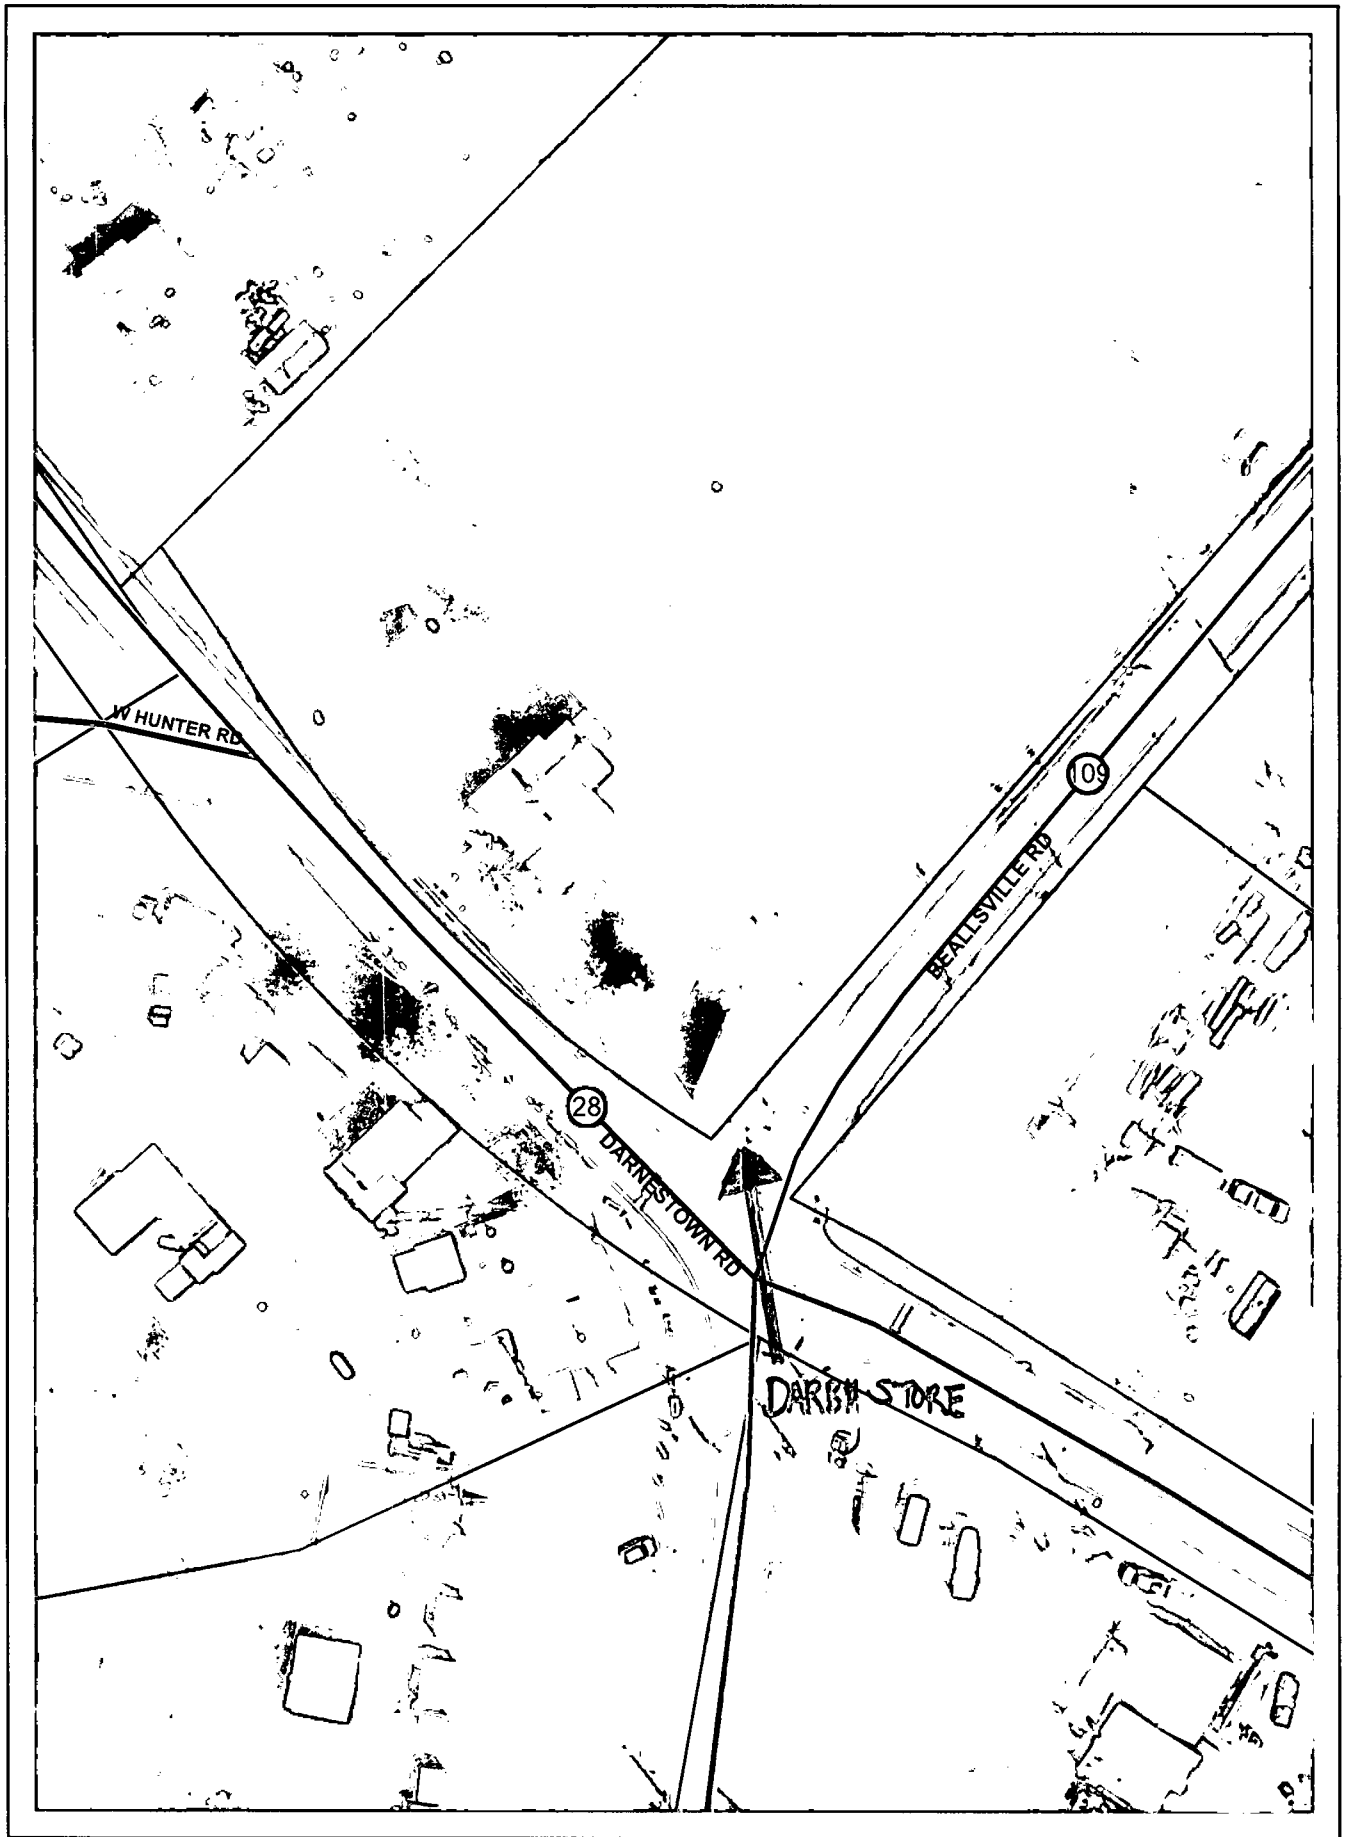 W HUNTER RD
109
BEALLSVILLE RD
28
DARNESTOWN RD
DARBY STORE